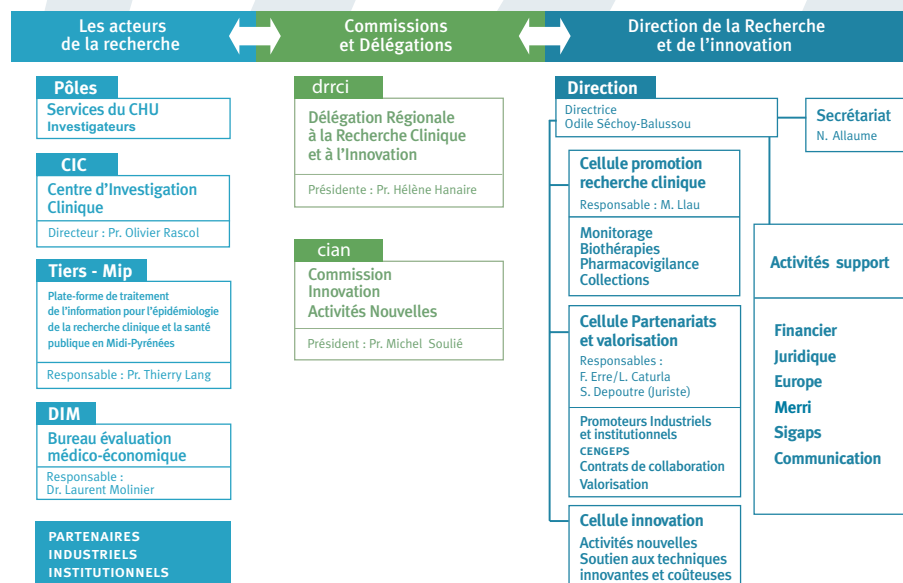 Les acteurs
de la recherche
Commissions
et Délégations
Direction de la Recherche
et de l'innovation
Pôles
Services du CHU
Investigateurs
CIC
Centre d'Investigation
Clinique
Directeur : Pr. Olivier Rascol
Tiers - Mip
Plate-forme de traitement
de l'information pour l'épidémiologie
de la recherche clinique et la santé
publique en Midi-Pyrénées
Responsable : Pr. Thierry Lang
DIM
Bureau évaluation
médico-économique
Responsable :
Dr. Laurent Molinier
PARTENAIRES
INDUSTRIELS
INSTITUTIONNELS
drrci
Délégation Régionale
à la Recherche Clinique
et à l'Innovation
Présidente : Pr. Hélène Hanaire
cian
Commission
Innovation
Activités Nouvelles
Président : Pr. Michel Soulié
Direction
Directrice
Odile Séchoy-Balussou
Secrétariat
N. Allaume
Cellule promotion
recherche clinique
Responsable : M. Llau
Monitorage
Biothérapies
Pharmacovigilance
Collections
Cellule Partenariats
et valorisation
Responsables :
F. Erre/L. Caturla
S. Depoutre (Juriste)
Promoteurs Industriels
et institutionnels
CENGEPS
Contrats de collaboration
Valorisation
Cellule innovation
Activités nouvelles
Soutien aux techniques
innovantes et coûteuses
Activités support
Financier
Juridique
Europe
Merri
Sigaps
Communication